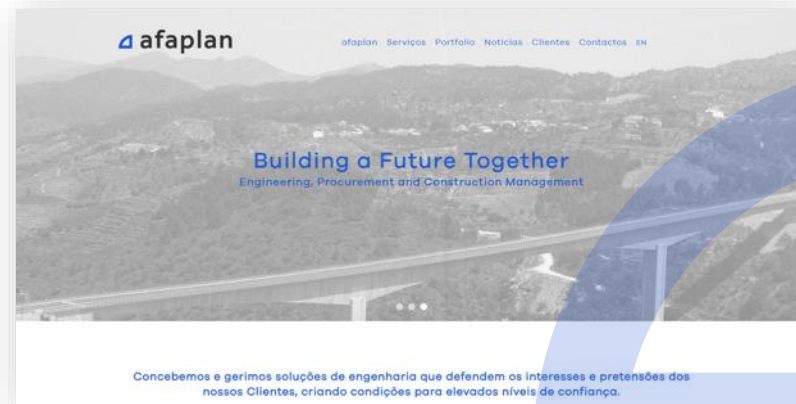 afaplan
afaplan Serviços Portfolio Notícias Clientes Contactos EN
Building a Future Together
Engineering, Procurement and Construction Management
Concebemos e gerimos soluções de engenharia que defendem os interesses e pretensões dos
nossos Clientes, criando condições para elevados níveis de confiança.